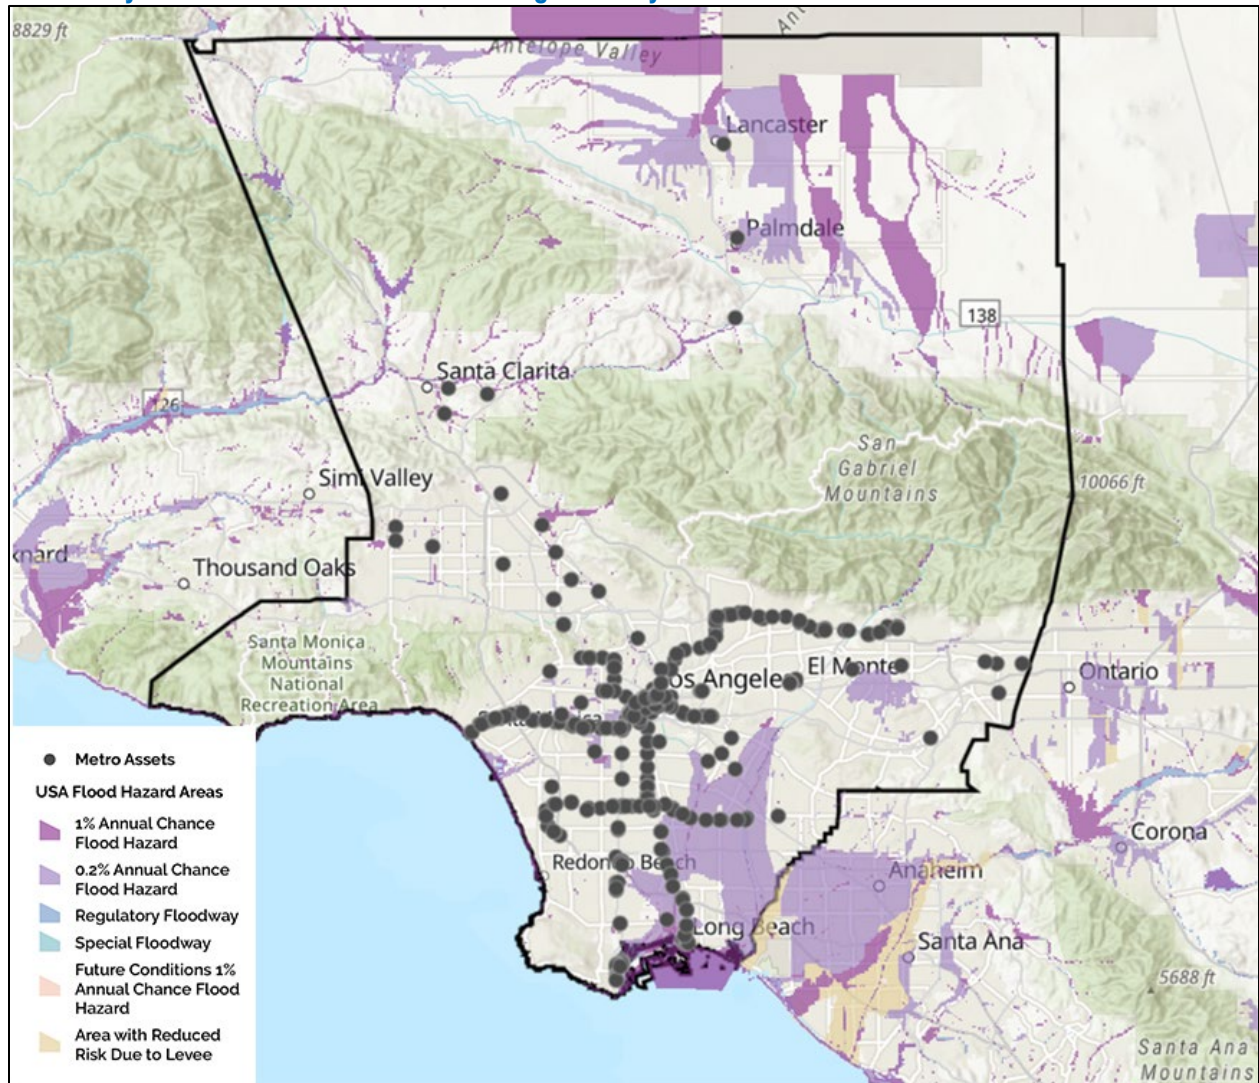 8829 ft
Antelope Valley
Lancaster
Palmdale
138
Santa Clarita
126
San
Gabriel
Mountains
Simi Valley
10066 ft
nard
Thousand Oaks
Santa Monica
Mountains
National
Recreation Area
El Monte
Ontario
os Angele
Metro Assets
USA Flood Hazard Areas
1% Annual Chance
Flood Hazard
0.2% Annual Chance
Flood Hazard
Regulatory Floodway
Special Floodway
Future Conditions 1%
Annual Chance Flood
Hazard
Area with Reduced
Risk Due to Levee
Corona
Redondo Beach
Anaheim
Long Beach
Santa Ana
5688 ft
Santa Ana
Mountains